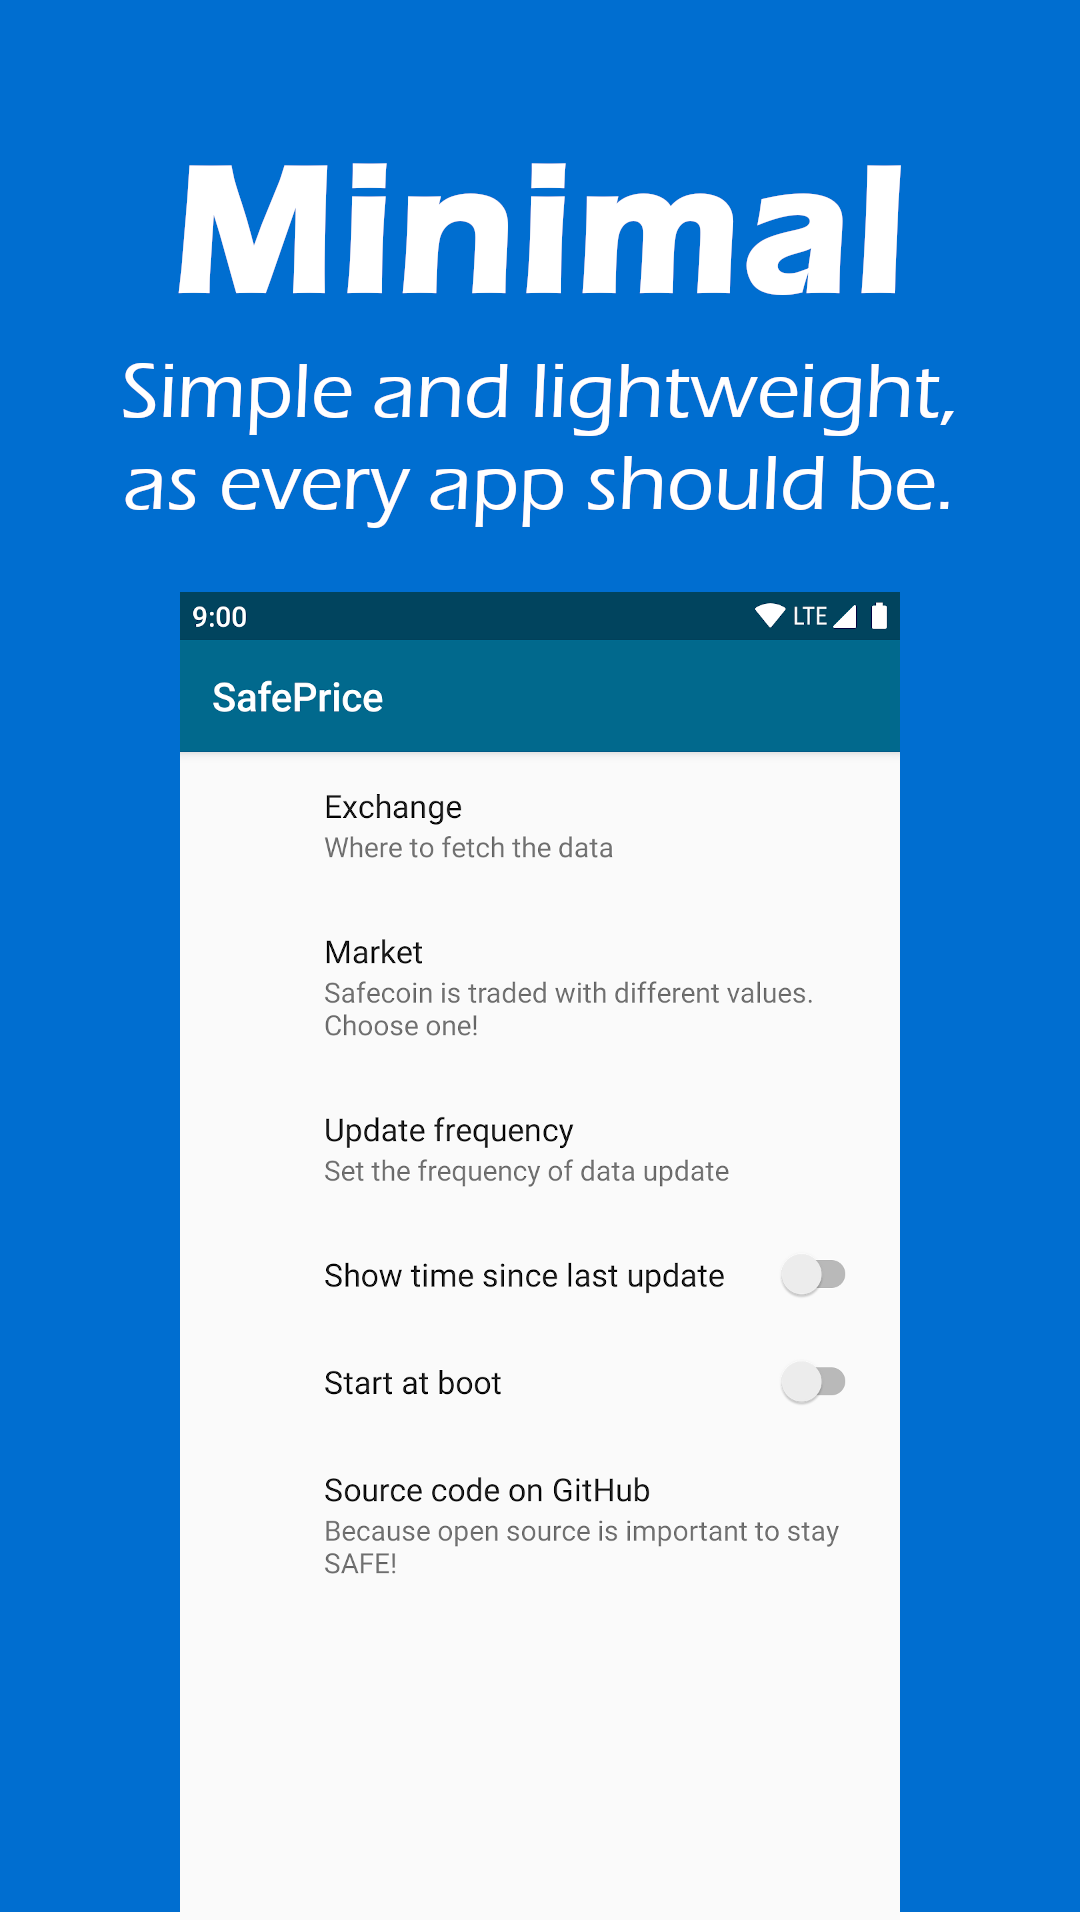 Minimal
Simple and lightweight,
as every app should be.
9:00 LTE
SafePrice
Exchange
Where to fetch the data
Market
Safecoin is traded with different values.
Choose one!
Update frequency
Set the frequency of data update
Show time since last update
Start at boot
Source code on GitHub
Because open source is important to stay
SAFE!